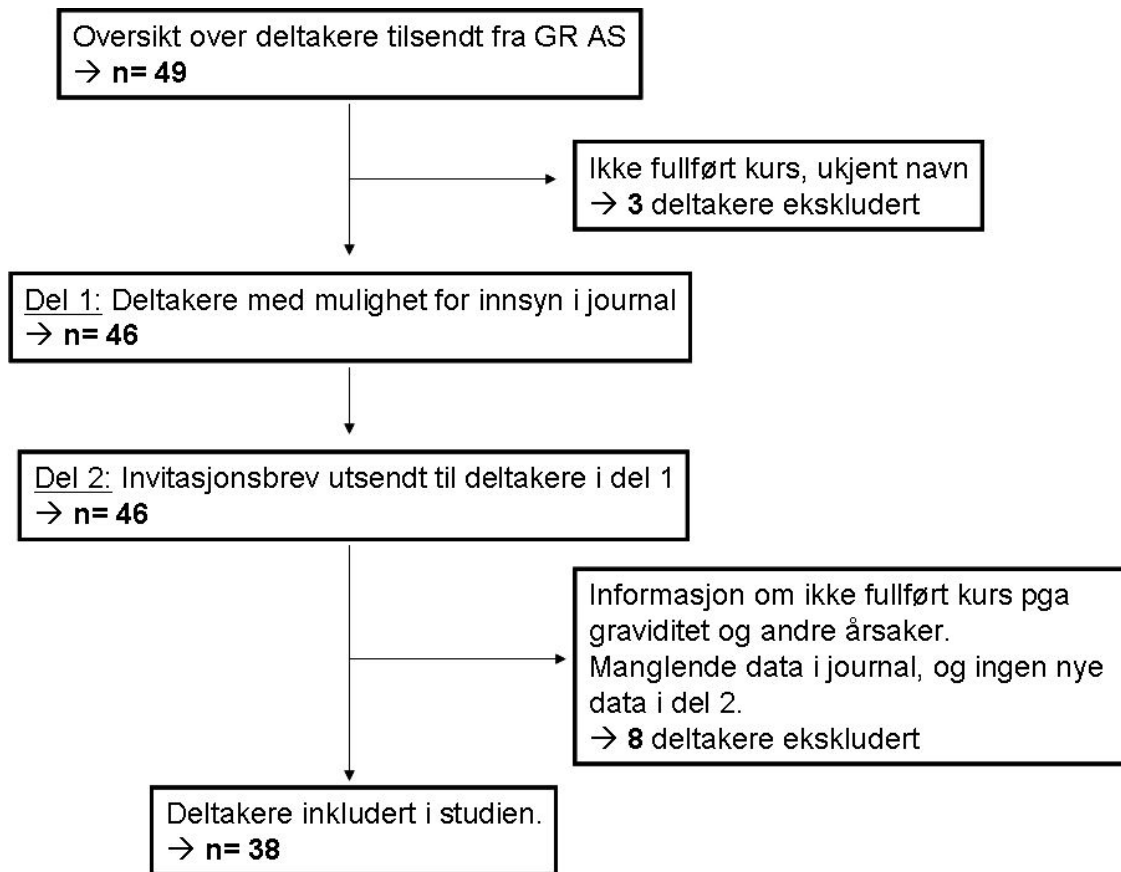 Oversikt over deltakere tilsendt fra GR AS
→ n= 49
Ikke fullført kurs, ukjent navn
→ 3 deltakere ekskludert
Del 1: Deltakere med mulighet for innsyn i journal
→ n= 46
Del 2: Invitasjonsbrev utsendt til deltakere i del 1
→ n= 46
Informasjon om ikke fullført kurs pga
graviditet og andre årsaker.
Manglende data i journal, og ingen nye
data i del 2.
→ 8 deltakere ekskludert
Deltakere inkludert i studien.
→ n= 38